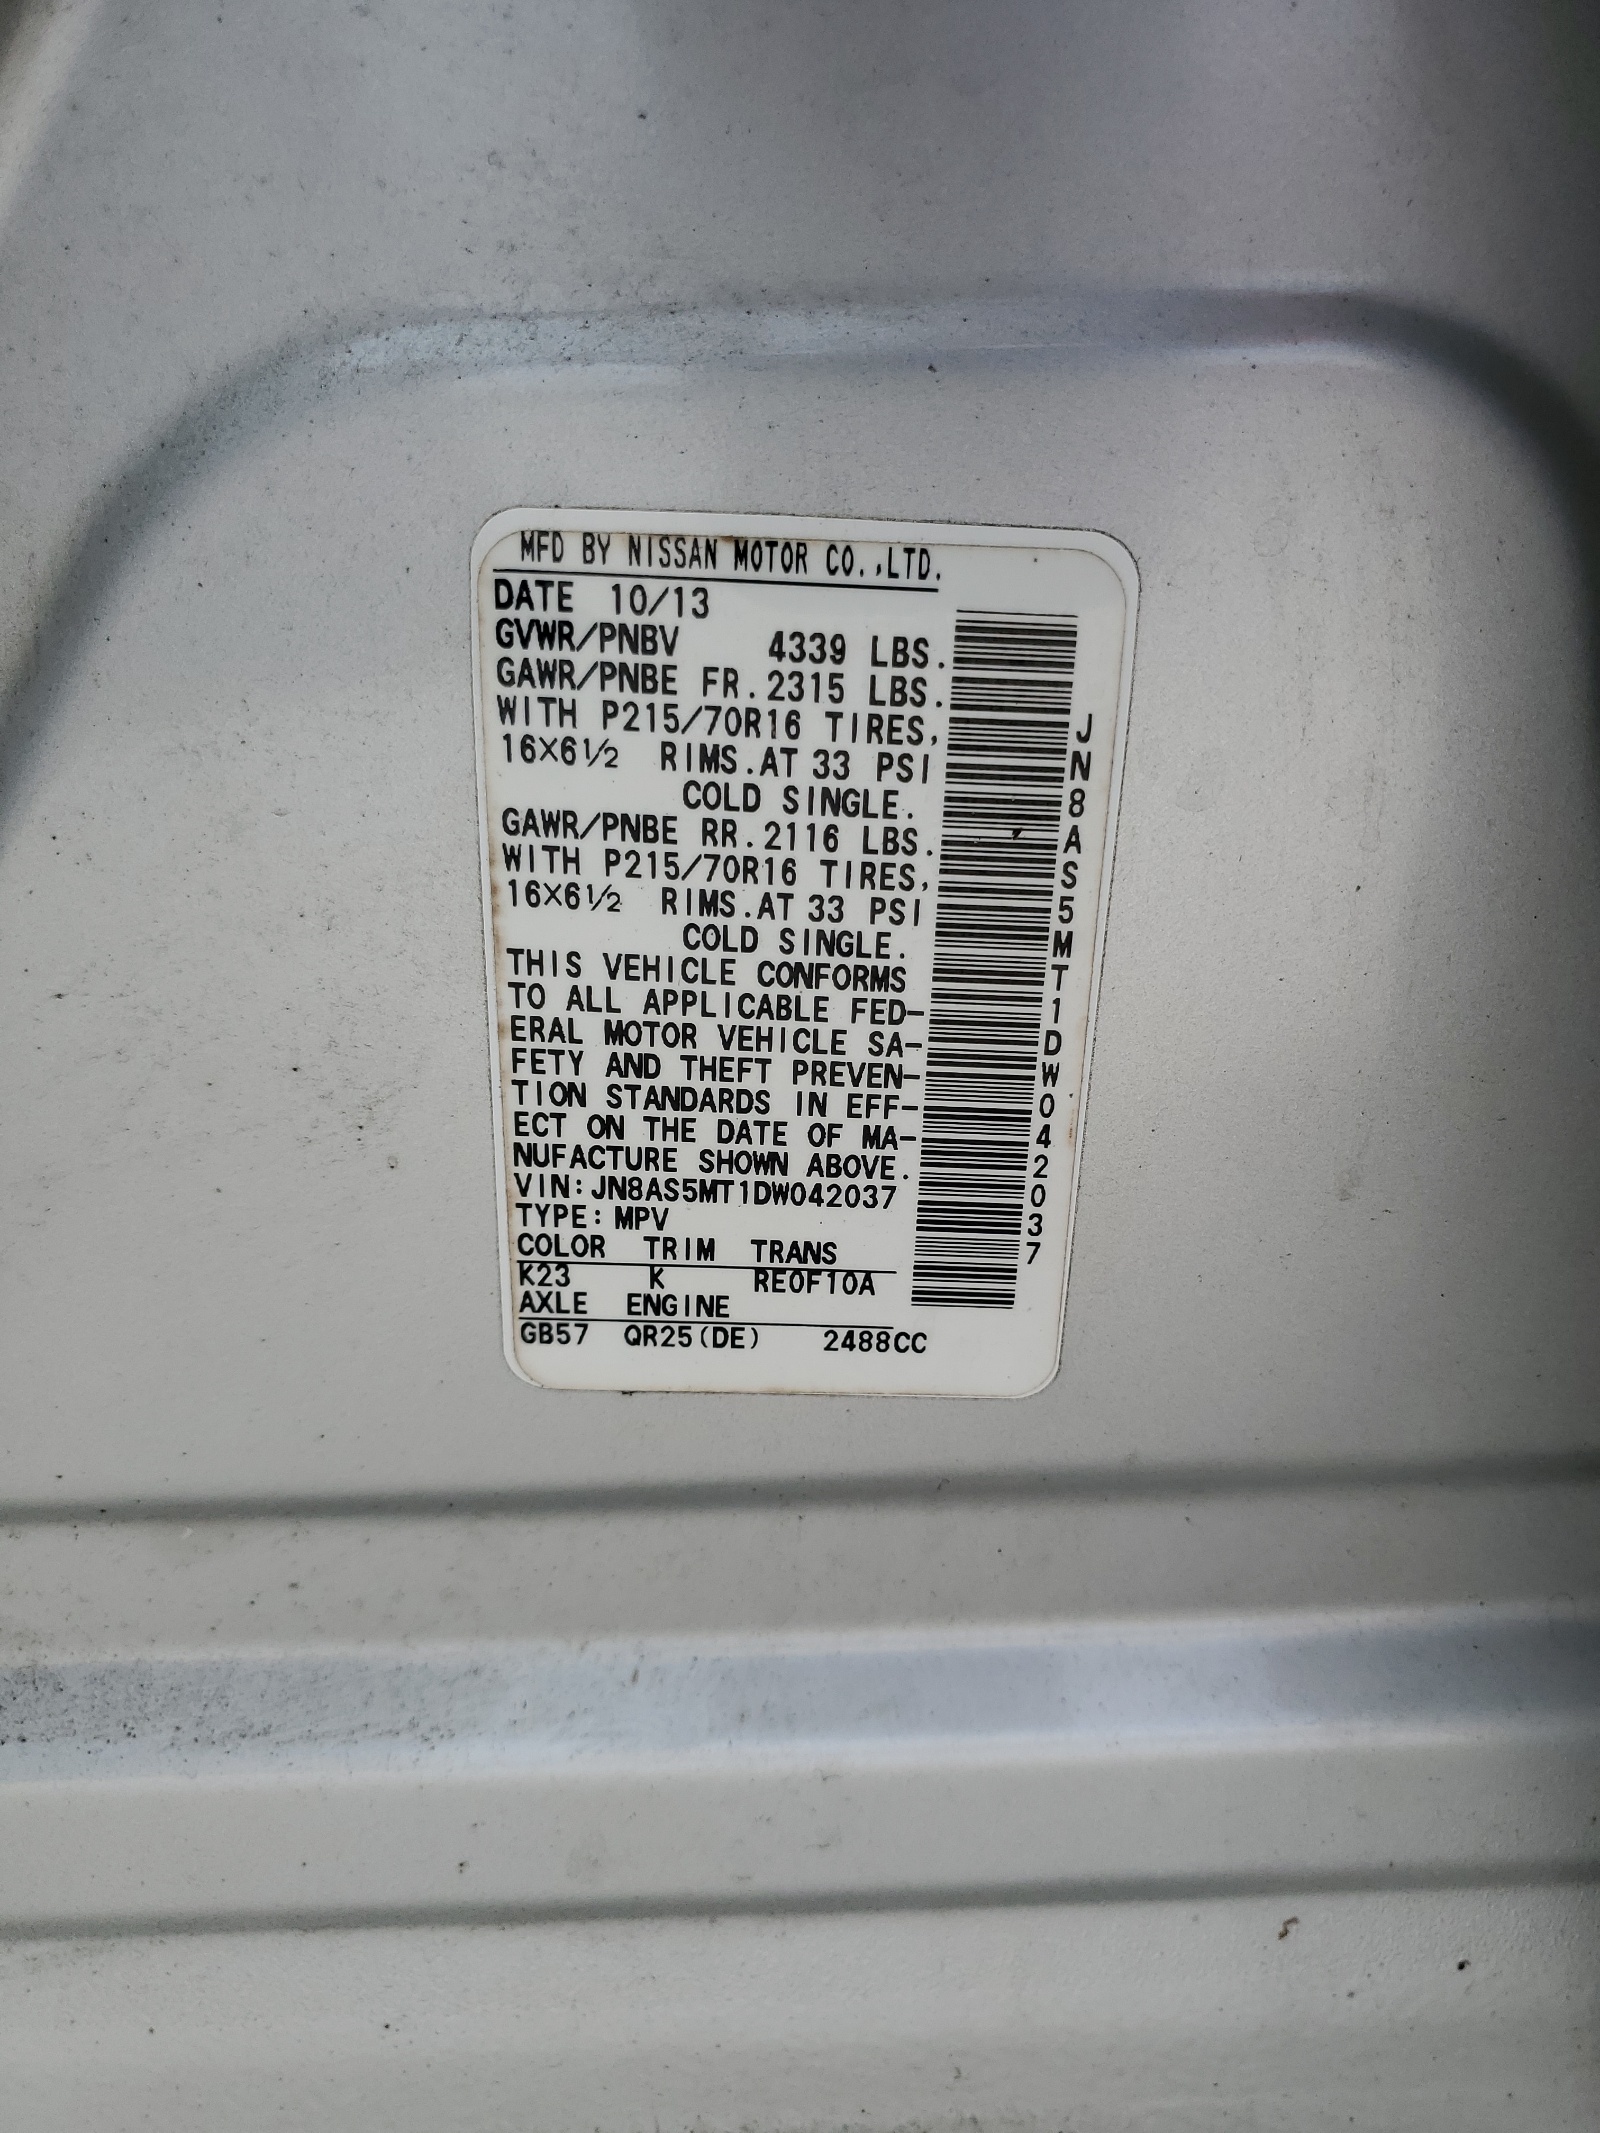 MFD BY NISSAN MOTOR CO.,LTD.
DATE 10/13
GVWR/PNBV 4339 LBS.
GAWR/PNBE FR.2315 LBS.
WITH P215/70R16 TIRES,
16X6½ RIMS.AT 33 PSI
COLD SINGLE.
GAWR/PNBE RR.2116 LBS.
WITH P215/70R16 TIRES,
16X6½ RIMS.AT 33 PSI
COLD SINGLE.
THIS VEHICLE CONFORMS
TO ALL APPLICABLE FED-
ERAL MOTOR VEHICLE SA-
FETY AND THEFT PREVEN-
TION STANDARDS IN EFF-
ECT ON THE DATE OF MA-
NUFACTURE SHOWN ABOVE.
VIN:JN8AS5MT1DW042037
TYPE:MPV
COLOR TRIM TRANS
K23 K RE0F10A
AXLE ENGINE
GB57 QR25(DE) 2488CC
JN8AS5MT1DW042037